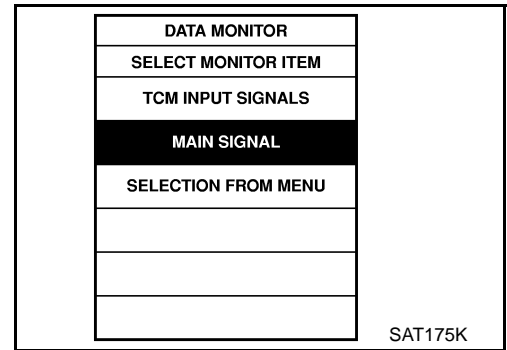 DATA MONITOR
SELECT MONITOR ITEM
TCM INPUT SIGNALS
MAIN SIGNAL
SELECTION FROM MENU
SAT175K